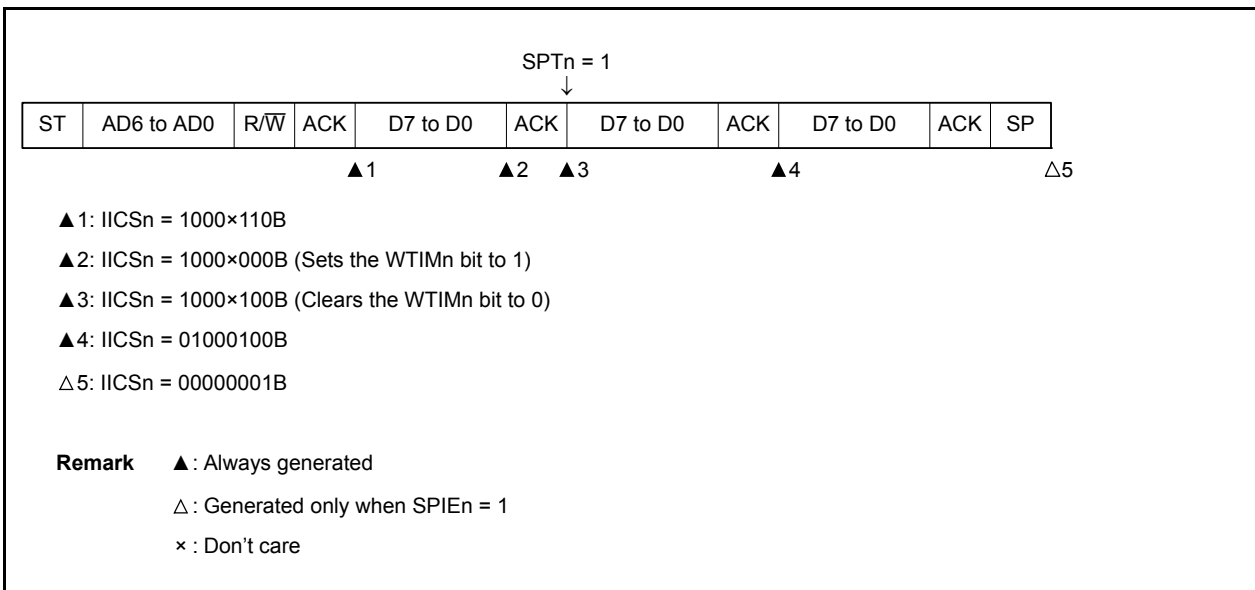 SPTn = 1
↓
ST AD6 to AD0 R/W̅ ACK D7 to D0 ACK D7 to D0 ACK D7 to D0 ACK SP
▲1 ▲2 ▲3 ▲4 △5
▲1: IICSn = 1000×110B
▲2: IICSn = 1000×000B (Sets the WTIMn bit to 1)
▲3: IICSn = 1000×100B (Clears the WTIMn bit to 0)
▲4: IICSn = 01000100B
△5: IICSn = 00000001B
Remark ▲: Always generated
△: Generated only when SPIEn = 1
×: Don’t care